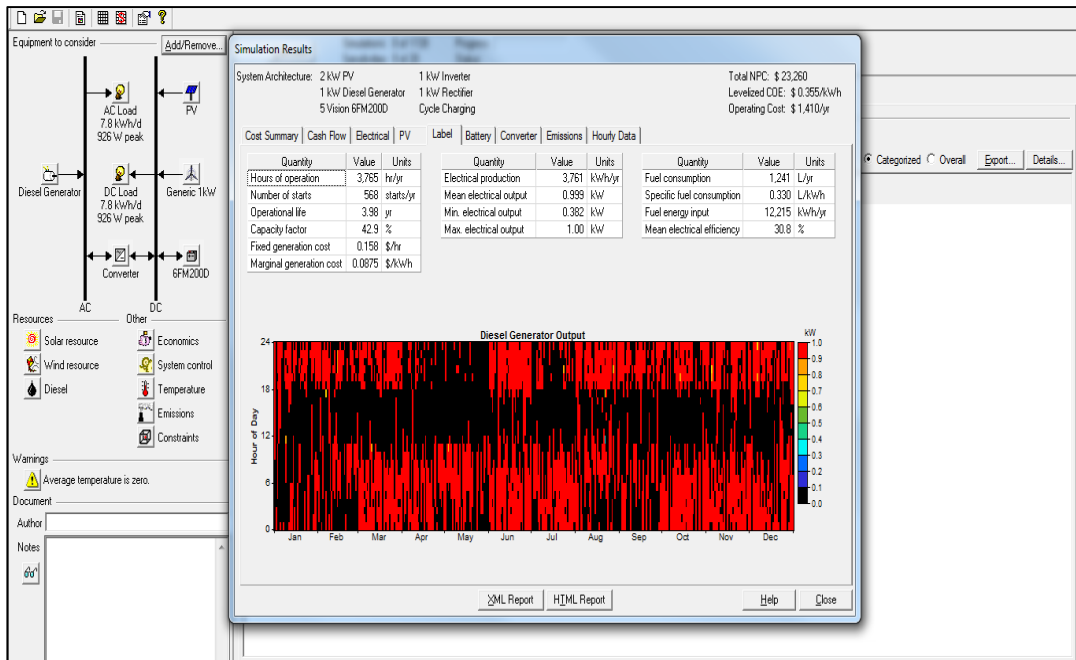 Equipment to consider
Add/Remove...
AC Load
7.8 kWh/d
926 W peak
PV
Diesel Generator
DC Load
7.8 kWh/d
926 W peak
Generic 1kW
Converter
6FM200D
AC
DC
Resources
Other
Solar resource
Economics
Wind resource
System control
Diesel
Temperature
Emissions
Constraints
Warnings
Average temperature is zero.
Document
Author
Notes
Simulation Results
System Architecture: 2 kW PV
1 kW Diesel Generator
5 Vision 6FM200D
1 kW Inverter
1 kW Rectifier
Cycle Charging
Total NPC: $ 23,260
Levelized COE: $ 0.355/kWh
Operating Cost: $ 1,410/yr
Cost Summary Cash Flow Electrical PV Label Battery Converter Emissions Hourly Data
Quantity Value Units
Hours of operation 3,765 hr/yr
Number of starts 568 starts/yr
Operational life 3.98 yr
Capacity factor 42.9 %
Fixed generation cost 0.158 $/hr
Marginal generation cost 0.0875 $/kWh
Quantity Value Units
Electrical production 3,761 kWh/yr
Mean electrical output 0.999 kW
Min. electrical output 0.382 kW
Max. electrical output 1.00 kW
Quantity Value Units
Fuel consumption 1,241 L/yr
Specific fuel consumption 0.330 L/kWh
Fuel energy input 12,215 kWh/yr
Mean electrical efficiency 30.8 %
Categorized Overall Export... Details...
Diesel Generator Output
Hour of Day
24
18
12
6
0
Jan Feb Mar Apr May Jun Jul Aug Sep Oct Nov Dec
kW
1.0
0.9
0.8
0.7
0.6
0.5
0.4
0.3
0.2
0.1
0.0
XML Report HTML Report Help Close